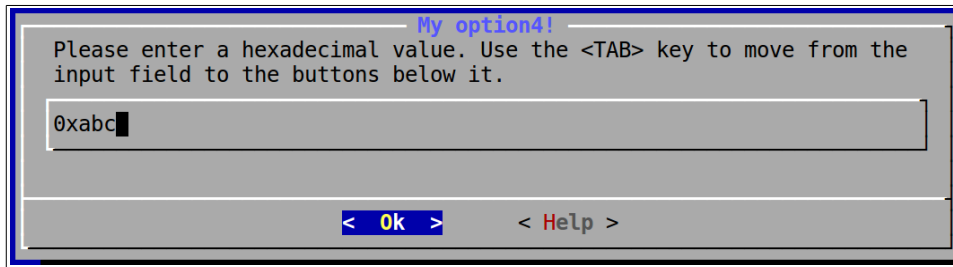 My option4!
Please enter a hexadecimal value. Use the <TAB> key to move from the
input field to the buttons below it.
0xabc
< Ok > < Help >